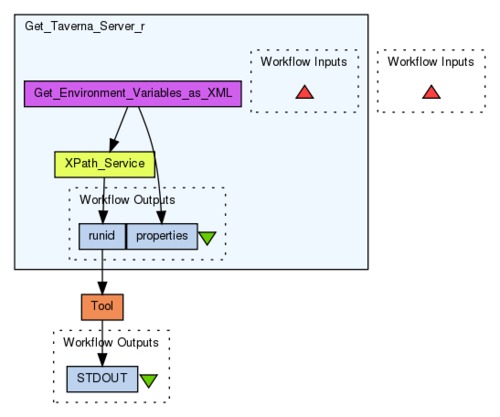 Get_Taverna_Server_r
Workflow Inputs
Workflow Inputs
Get_Environment_Variables_as_XML
XPath_Service
Workflow Outputs
runid
properties
Tool
Workflow Outputs
STDOUT